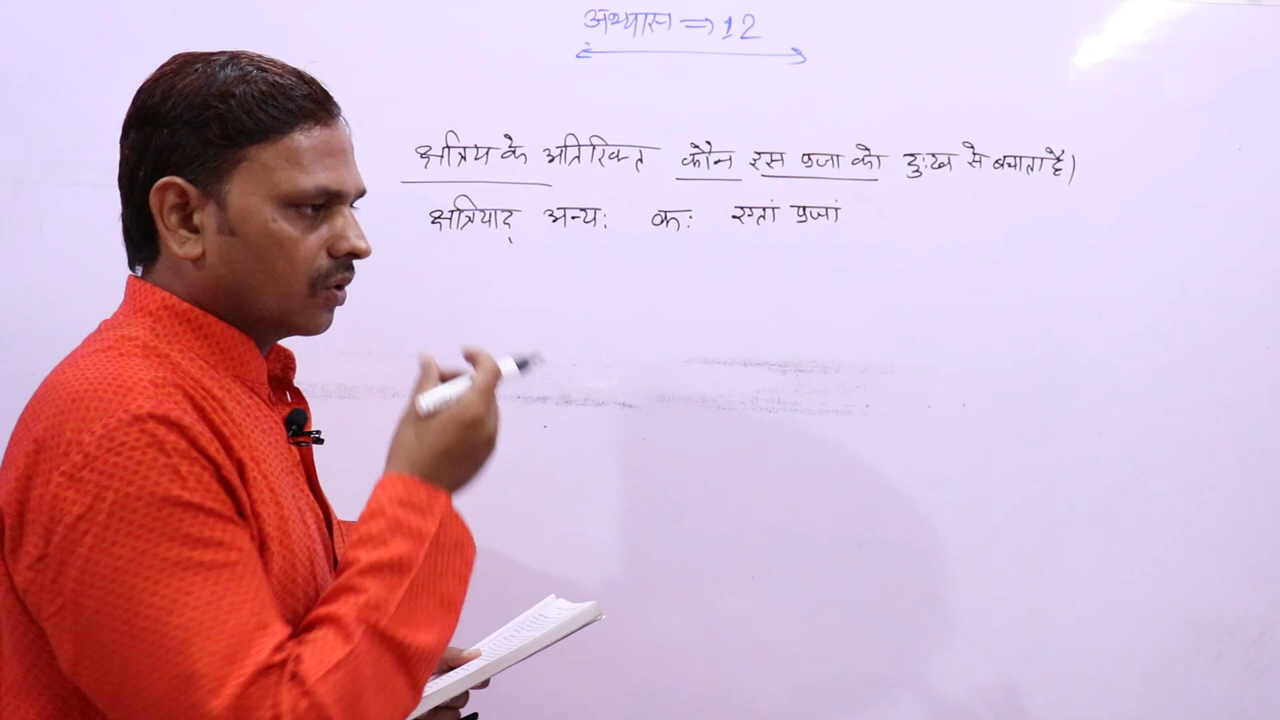 अभ्यास ⇒ 12
क्षत्रिय के अतिरिक्त कौन इस प्रजा को दुःख से बचाता है।
क्षत्रियाद् अन्यः कः एतां प्रजां